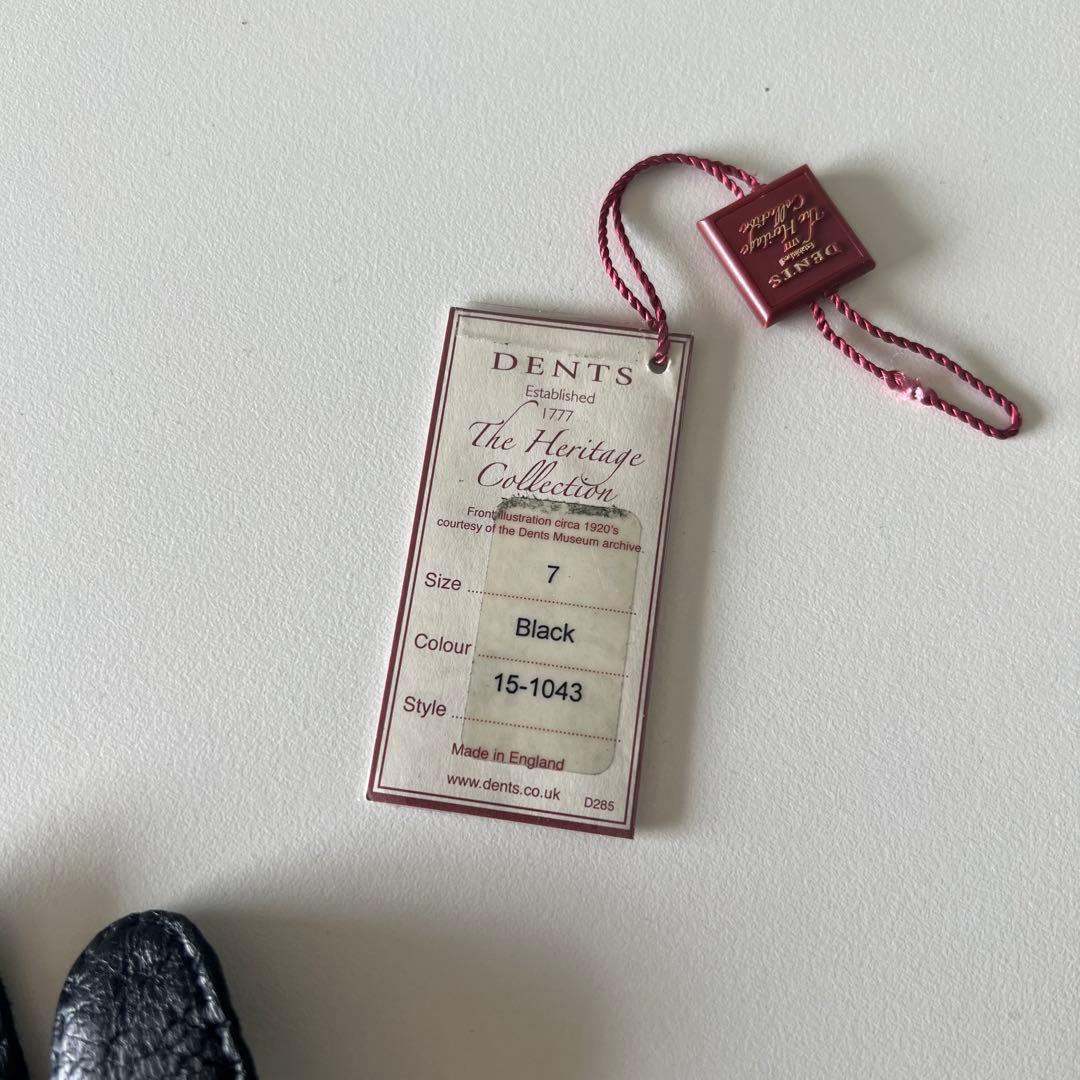 DENTS
Established
1777
The Heritage
Collection
DENTS
Established
1777
The Heritage
Collection
Front illustration circa 1920's
courtesy of the Dents Museum archive.
Size 7
Colour Black
Style 15-1043
Made in England
www.dents.co.uk D285